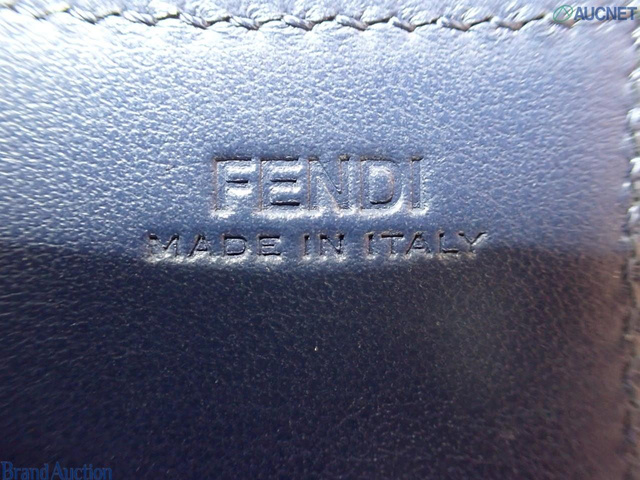 AUCNET
FENDI
MADE IN ITALY
Brand Auction